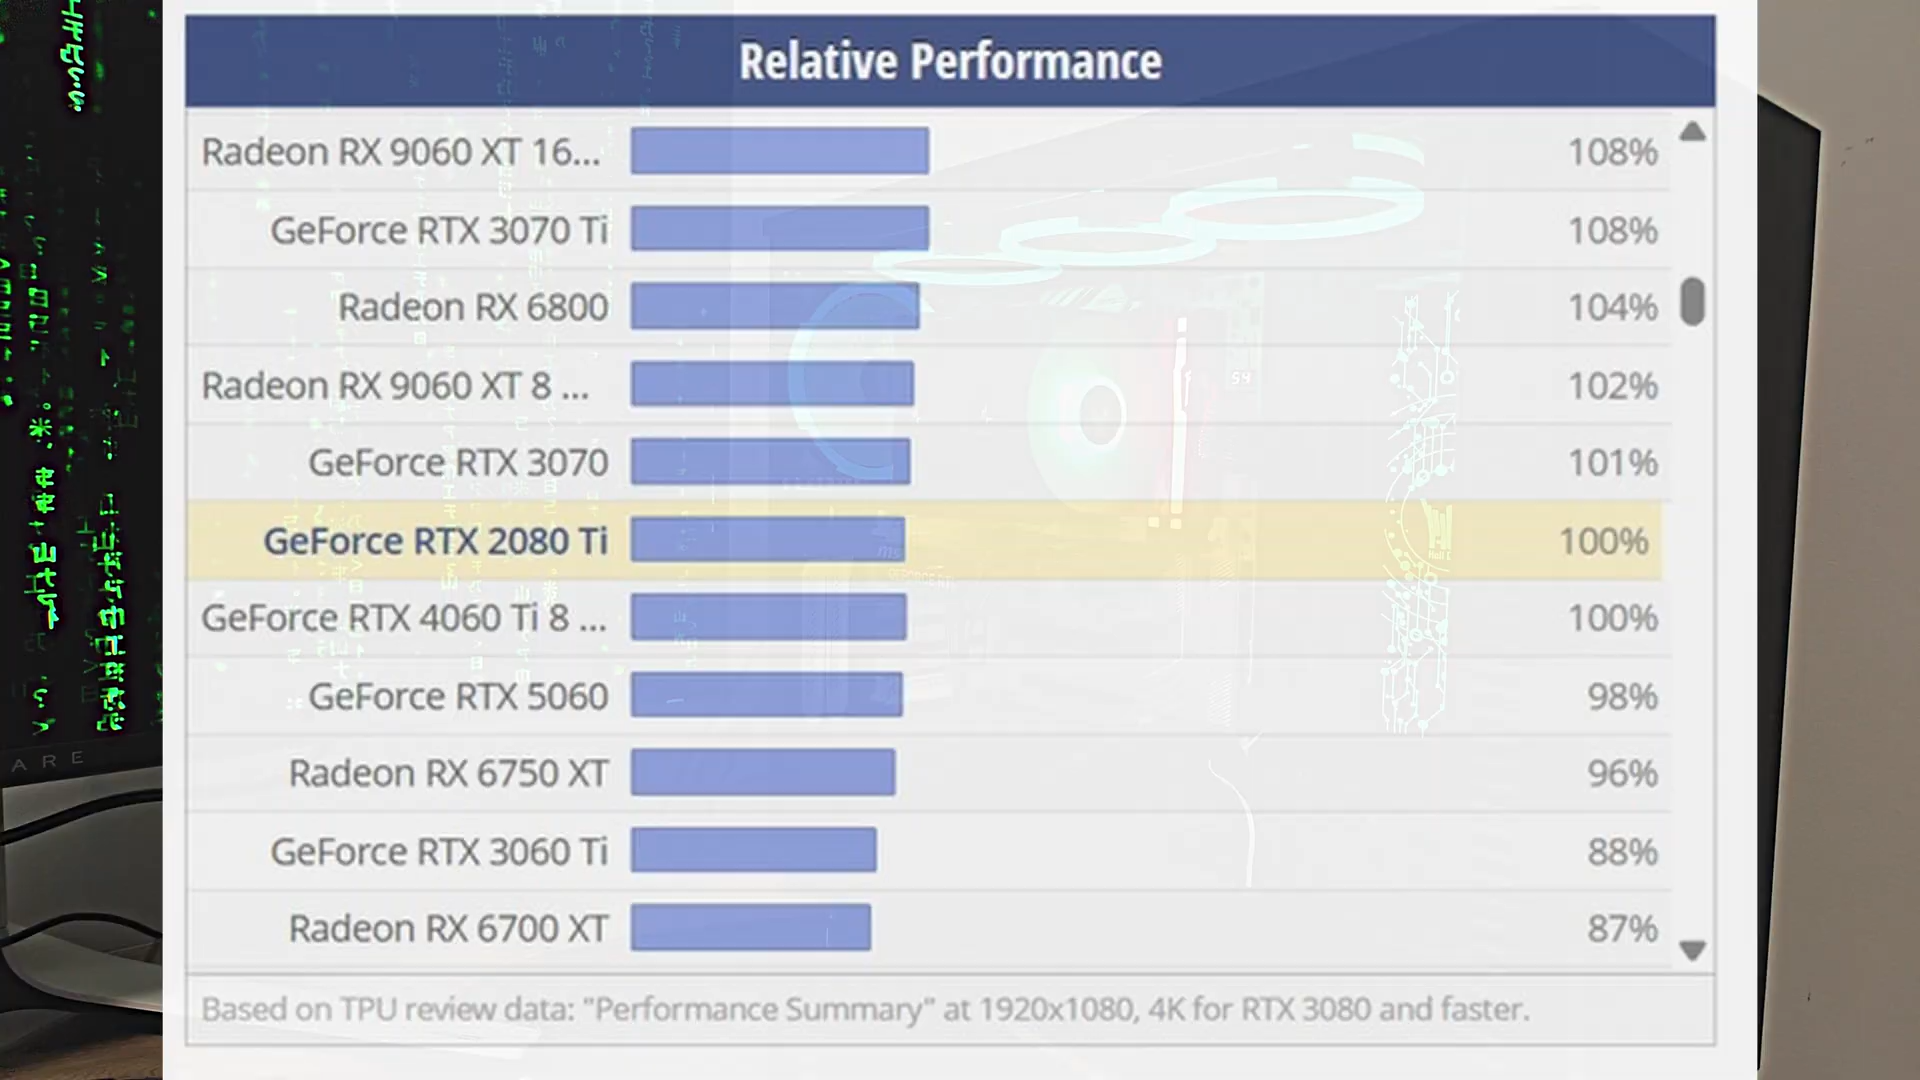 Relative Performance
Radeon RX 9060 XT 16... 108%
GeForce RTX 3070 Ti 108%
Radeon RX 6800 104%
Radeon RX 9060 XT 8 ... 102%
GeForce RTX 3070 101%
GeForce RTX 2080 Ti 100%
GeForce RTX 4060 Ti 8 ... 100%
GeForce RTX 5060 98%
Radeon RX 6750 XT 96%
GeForce RTX 3060 Ti 88%
Radeon RX 6700 XT 87%
Based on TPU review data: "Performance Summary" at 1920x1080, 4K for RTX 3080 and faster.
ARE
54